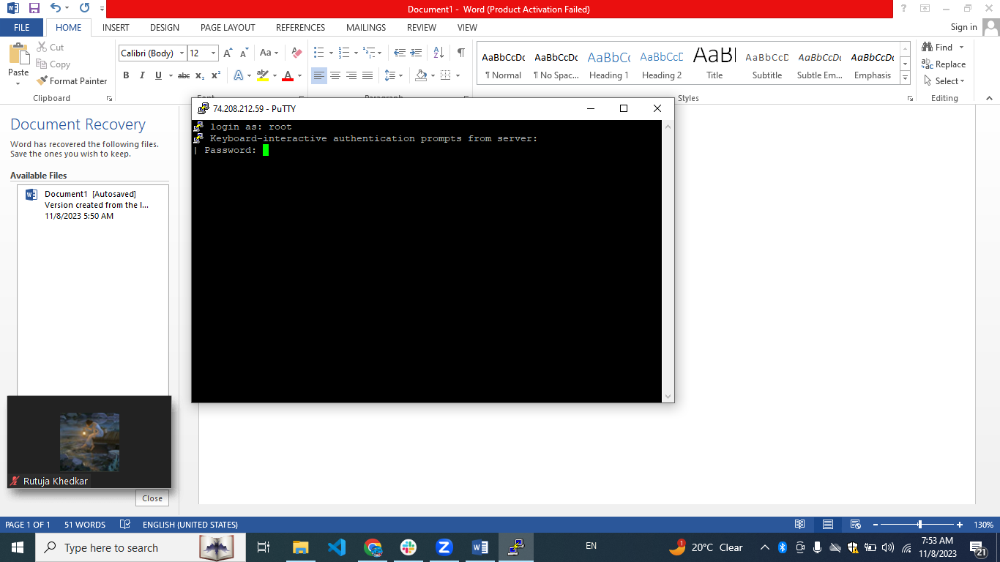 Document1 - Word (Product Activation Failed)
FILE HOME INSERT DESIGN PAGE LAYOUT REFERENCES MAILINGS REVIEW VIEW Sign in
Paste
Cut
Copy
Format Painter
Clipboard
Calibri (Body) 12
Aa
B I U abc x₂ x²
A ab A
AaBbCcDc AaBbCcDc AaBbCc AaBbCcD AaBl AaBbCcD AaBbCcDc AaBbCcDc
¶ Normal ¶ No Spac... Heading 1 Heading 2 Title Subtitle Subtle Em... Emphasis
Styles
Find
Replace
Select
Editing
74.208.212.59 - PuTTY
login as: root
Keyboard-interactive authentication prompts from server:
| Password:
Document Recovery
Word has recovered the following files.
Save the ones you wish to keep.
Available Files
Document1 [Autosaved]
Version created from the l...
11/8/2023 5:50 AM
Rutuja Khedkar
Close
PAGE 1 OF 1 51 WORDS ENGLISH (UNITED STATES) 130%
Type here to search
EN
1
20°C Clear
7:53 AM
11/8/2023
21